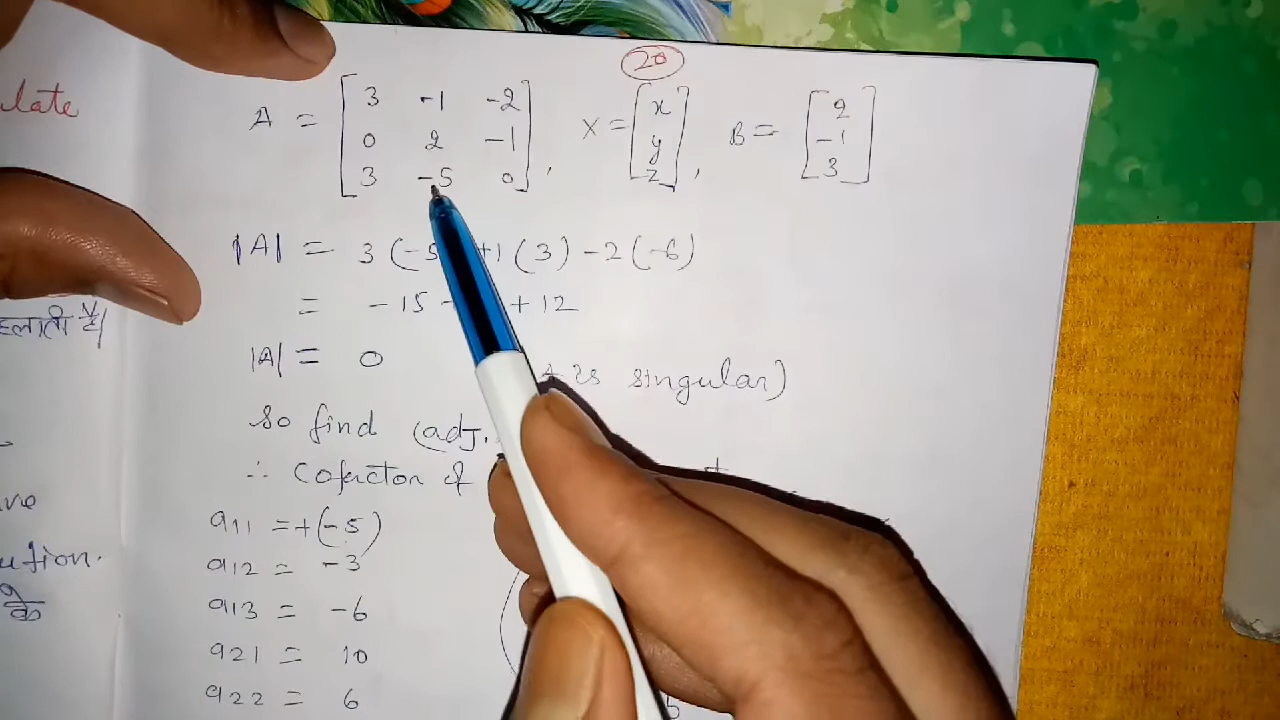 20
late
A = [3 -1 -2
0 2 -1
3 -5 0], X = [x
y
z], B = [2
-1
3]
|A| = 3(-5 +1(3) -2(-6)
= -15 + 12
|A| = 0 is singular)
so find (adj.
∴ Cofactor of
a11 = +(-5)
a12 = -3
a13 = -6
a21 = 10
a22 = 6
ution.
के